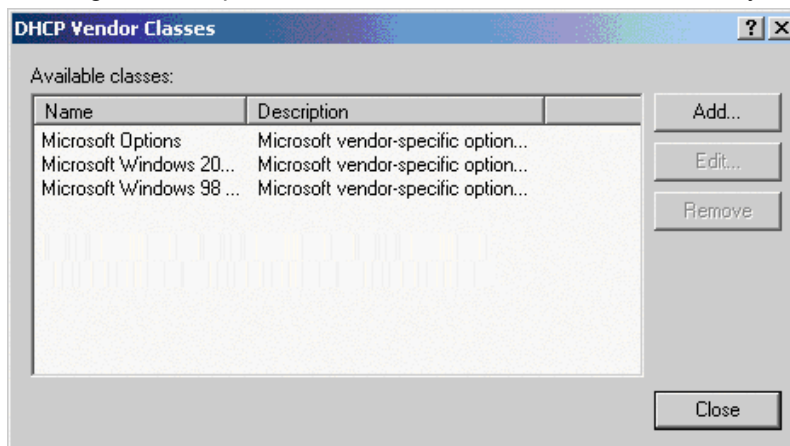 DHCP Vendor Classes
Available classes:
Name Description
Microsoft Options Microsoft vendor-specific option...
Microsoft Windows 20... Microsoft vendor-specific option...
Microsoft Windows 98 ... Microsoft vendor-specific option...
Add...
Edit...
Remove
Close